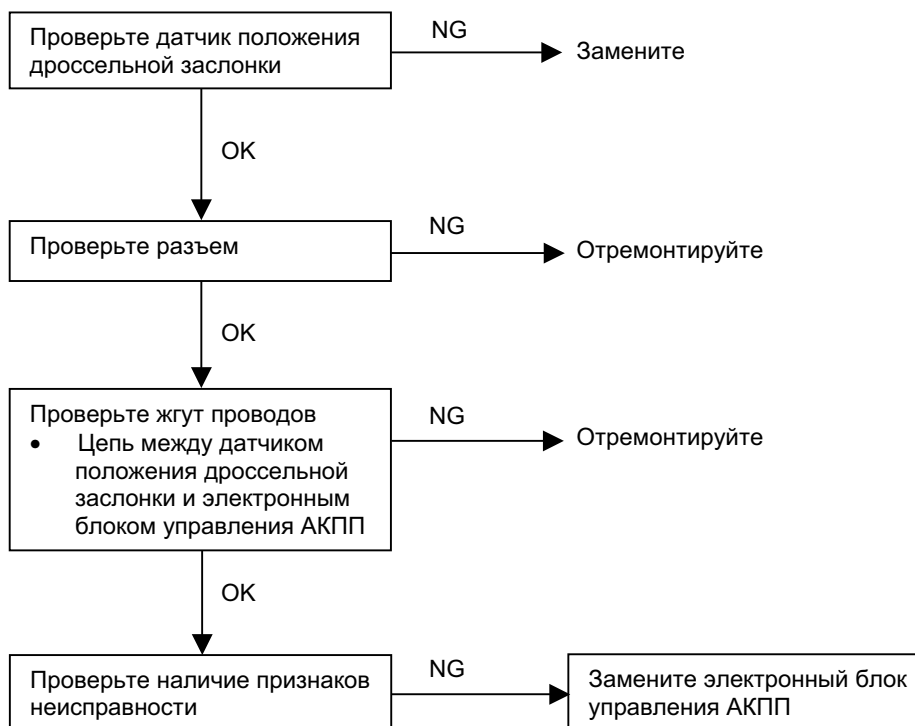 Проверьте датчик положения
дроссельной заслонки
NG
Замените
OK
Проверьте разъем
NG
Отремонтируйте
OK
Проверьте жгут проводов
• Цепь между датчиком
положения дроссельной
заслонки и электронным
блоком управления АКПП
NG
Отремонтируйте
OK
Проверьте наличие признаков
неисправности
NG
Замените электронный блок
управления АКПП